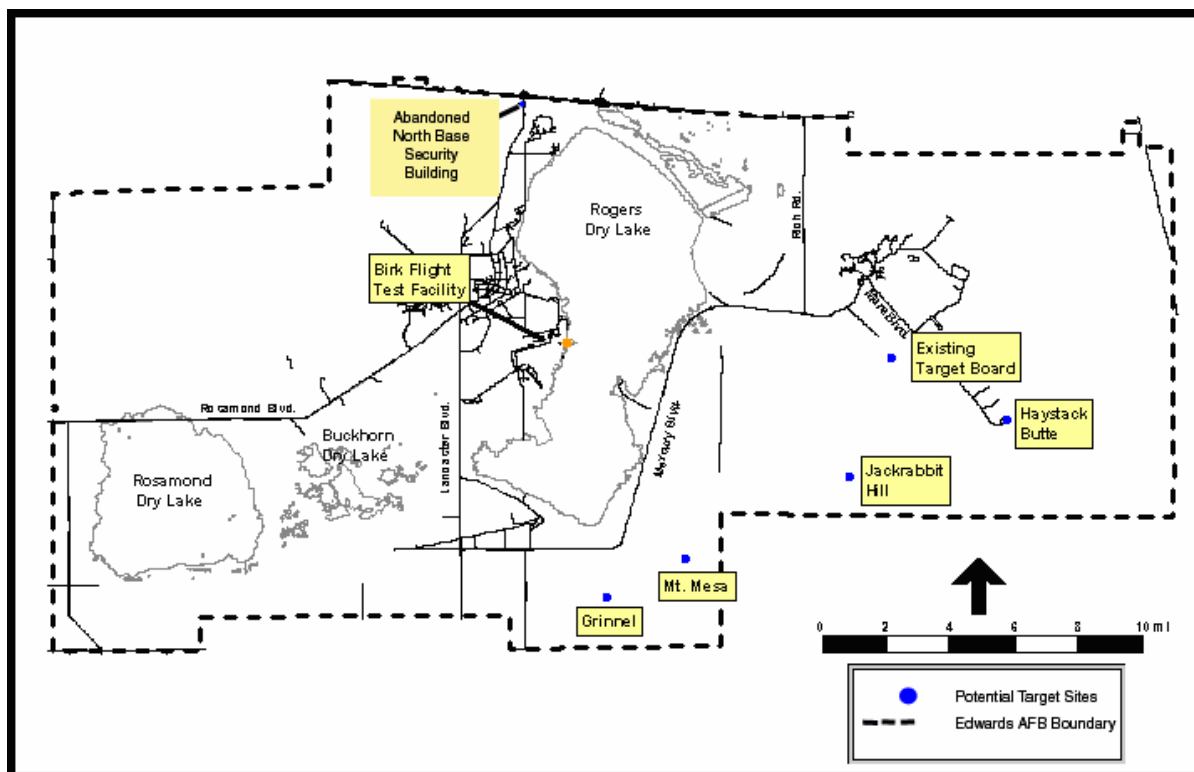 Abandoned
North Base
Security
Building
Rogers
Dry Lake
Rich Rd.
Birk Flight
Test Facility
Existing
Target Board
Rosamond Blvd.
Haystack
Butte
Buckhorn
Dry Lake
Lancaster Blvd.
Mercury Blvd.
Rosamond
Dry Lake
Jackrabbit
Hill
Mt. Mesa
Grinnel
0 2 4 6 8 10 mi
Potential Target Sites
Edwards AFB Boundary